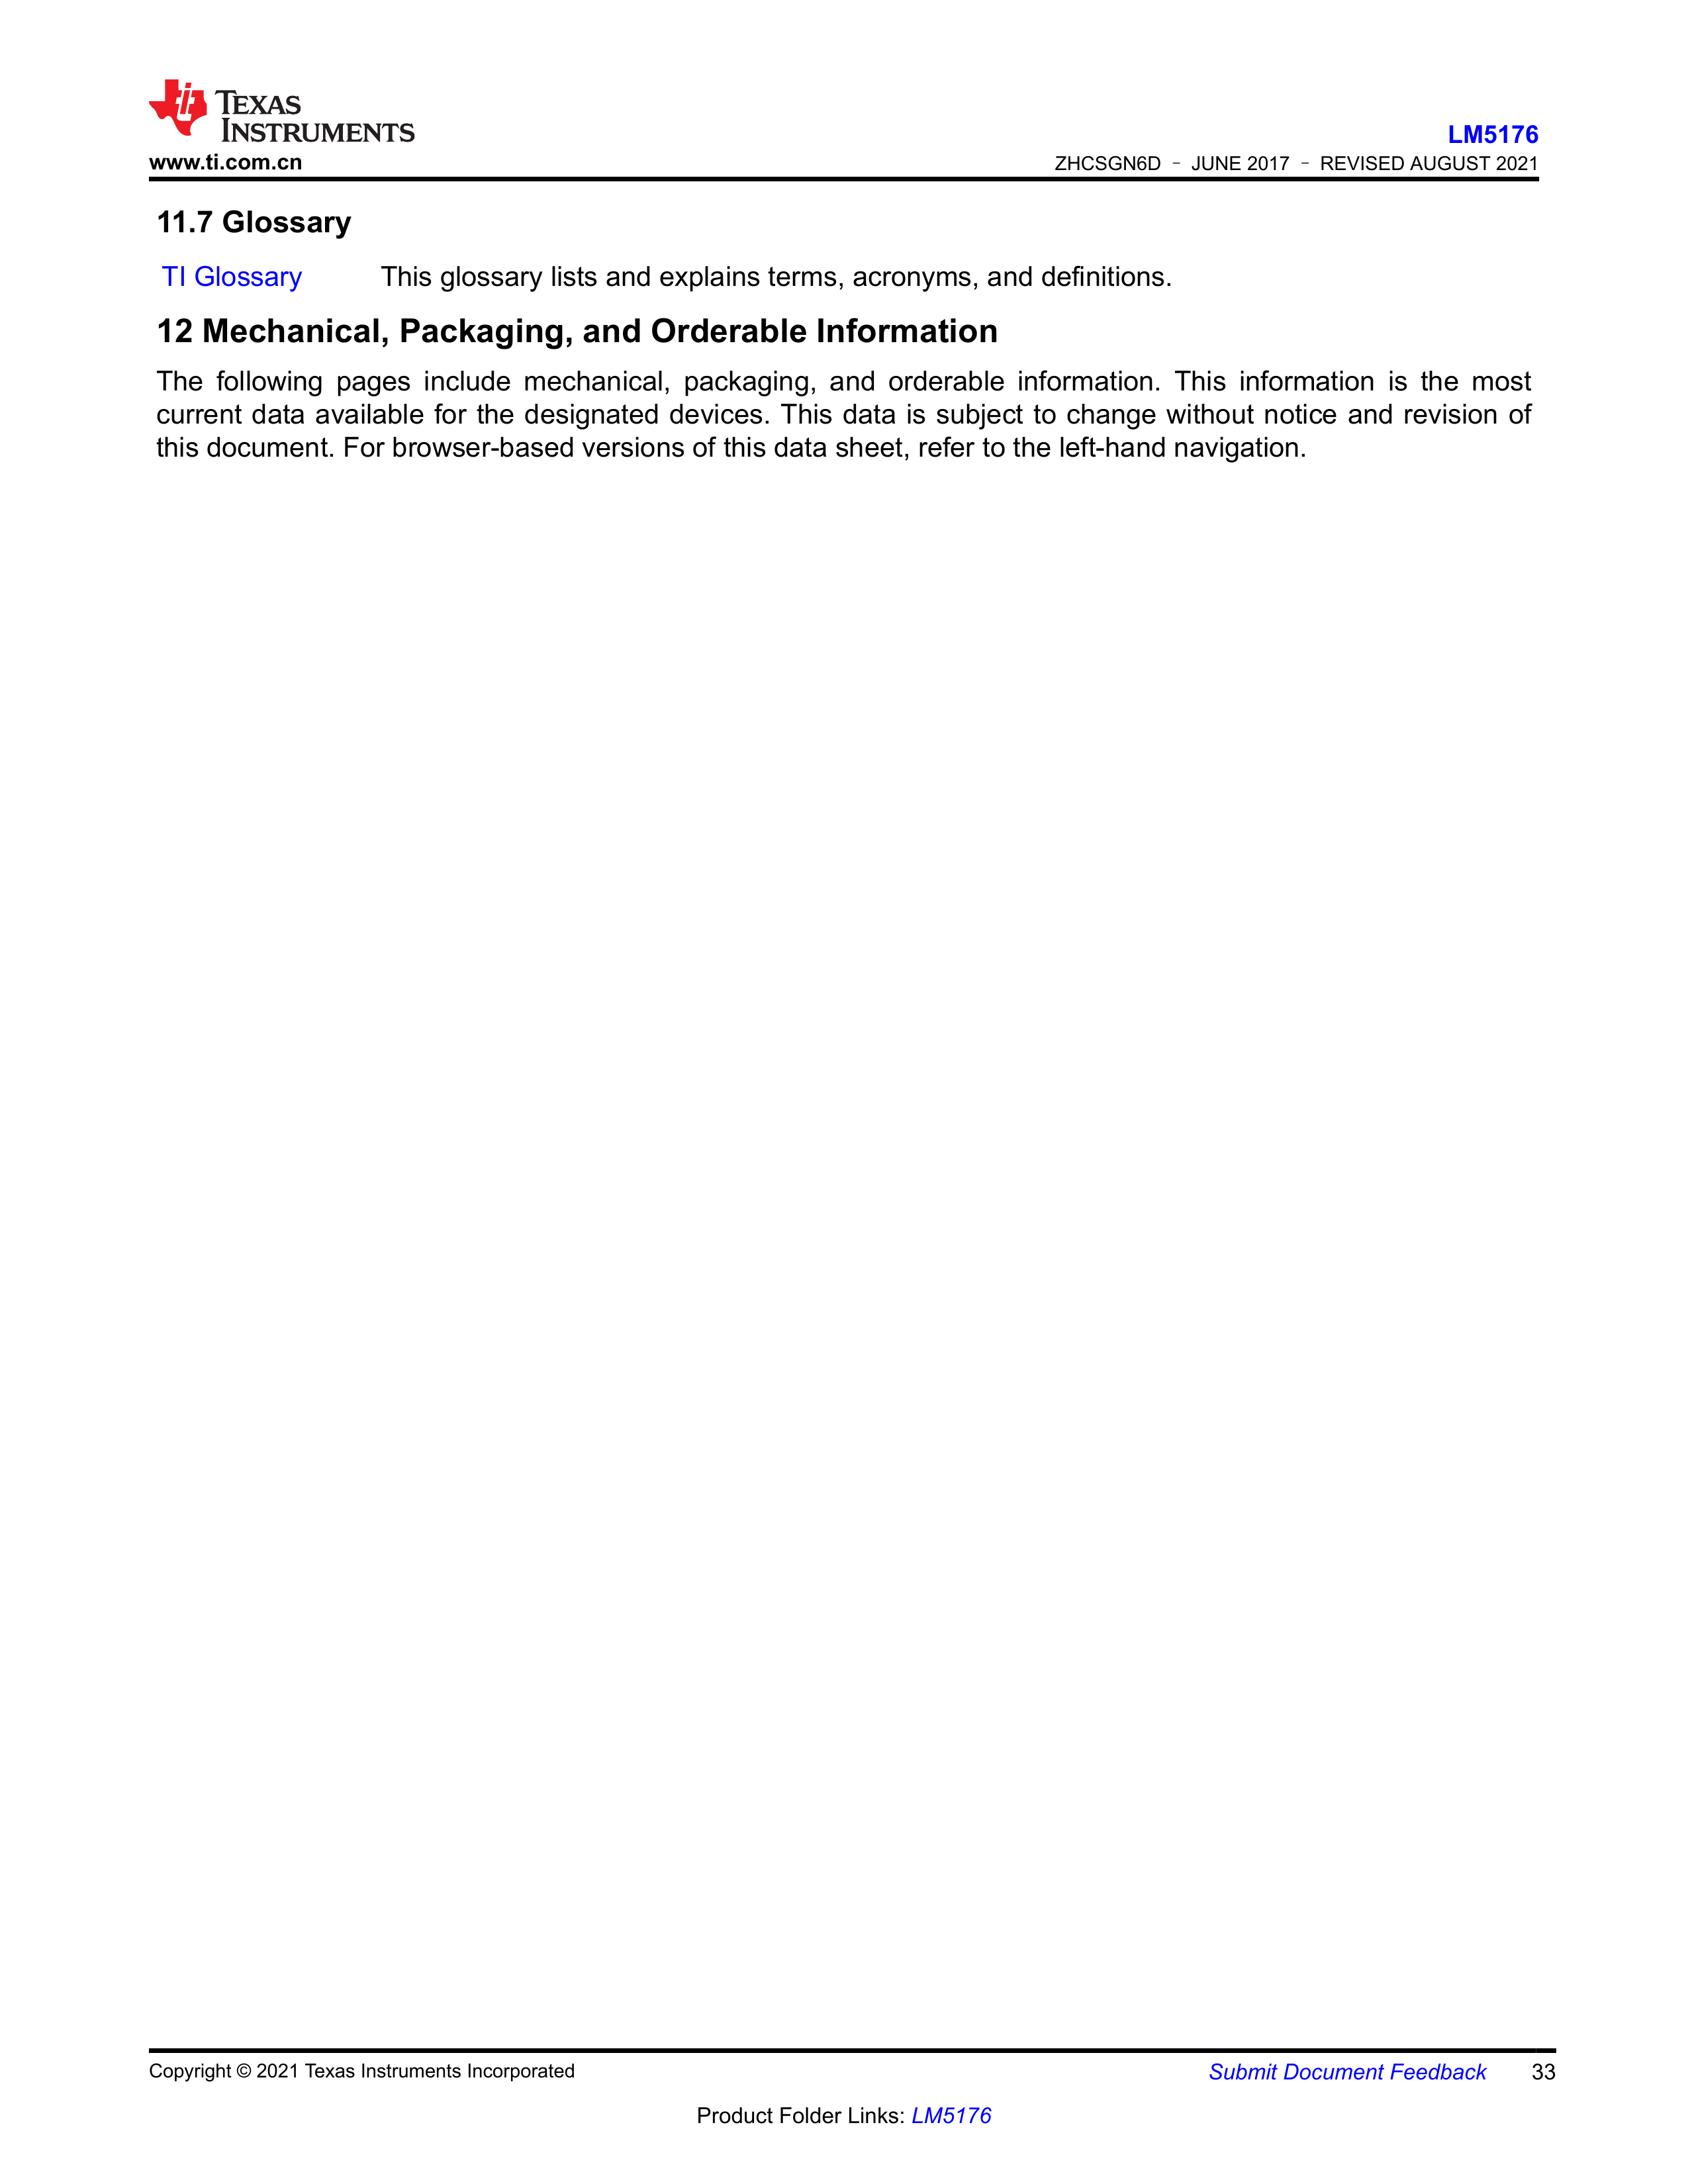 TEXAS
INSTRUMENTS
www.ti.com.cn
LM5176
ZHCSGN6D – JUNE 2017 – REVISED AUGUST 2021
11.7 Glossary
TI Glossary This glossary lists and explains terms, acronyms, and definitions.
12 Mechanical, Packaging, and Orderable Information
The following pages include mechanical, packaging, and orderable information. This information is the most
current data available for the designated devices. This data is subject to change without notice and revision of
this document. For browser-based versions of this data sheet, refer to the left-hand navigation.
Copyright © 2021 Texas Instruments Incorporated
Submit Document Feedback 33
Product Folder Links: LM5176